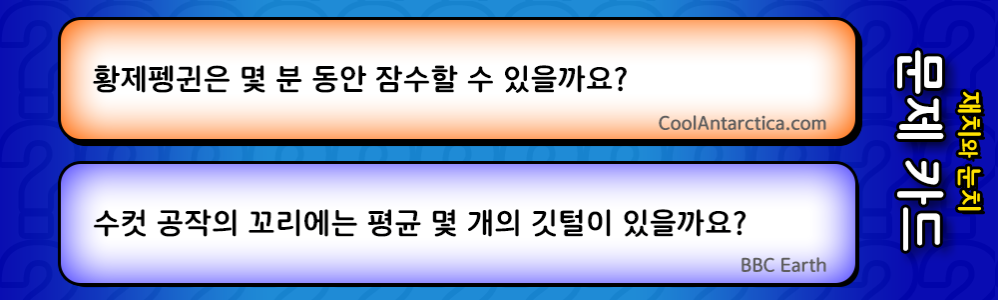 황제펭귄은 몇 분 동안 잠수할 수 있을까요?
CoolAntarctica.com
수컷 공작의 꼬리에는 평균 몇 개의 깃털이 있을까요?
BBC Earth
재치와 눈치
문제 카드